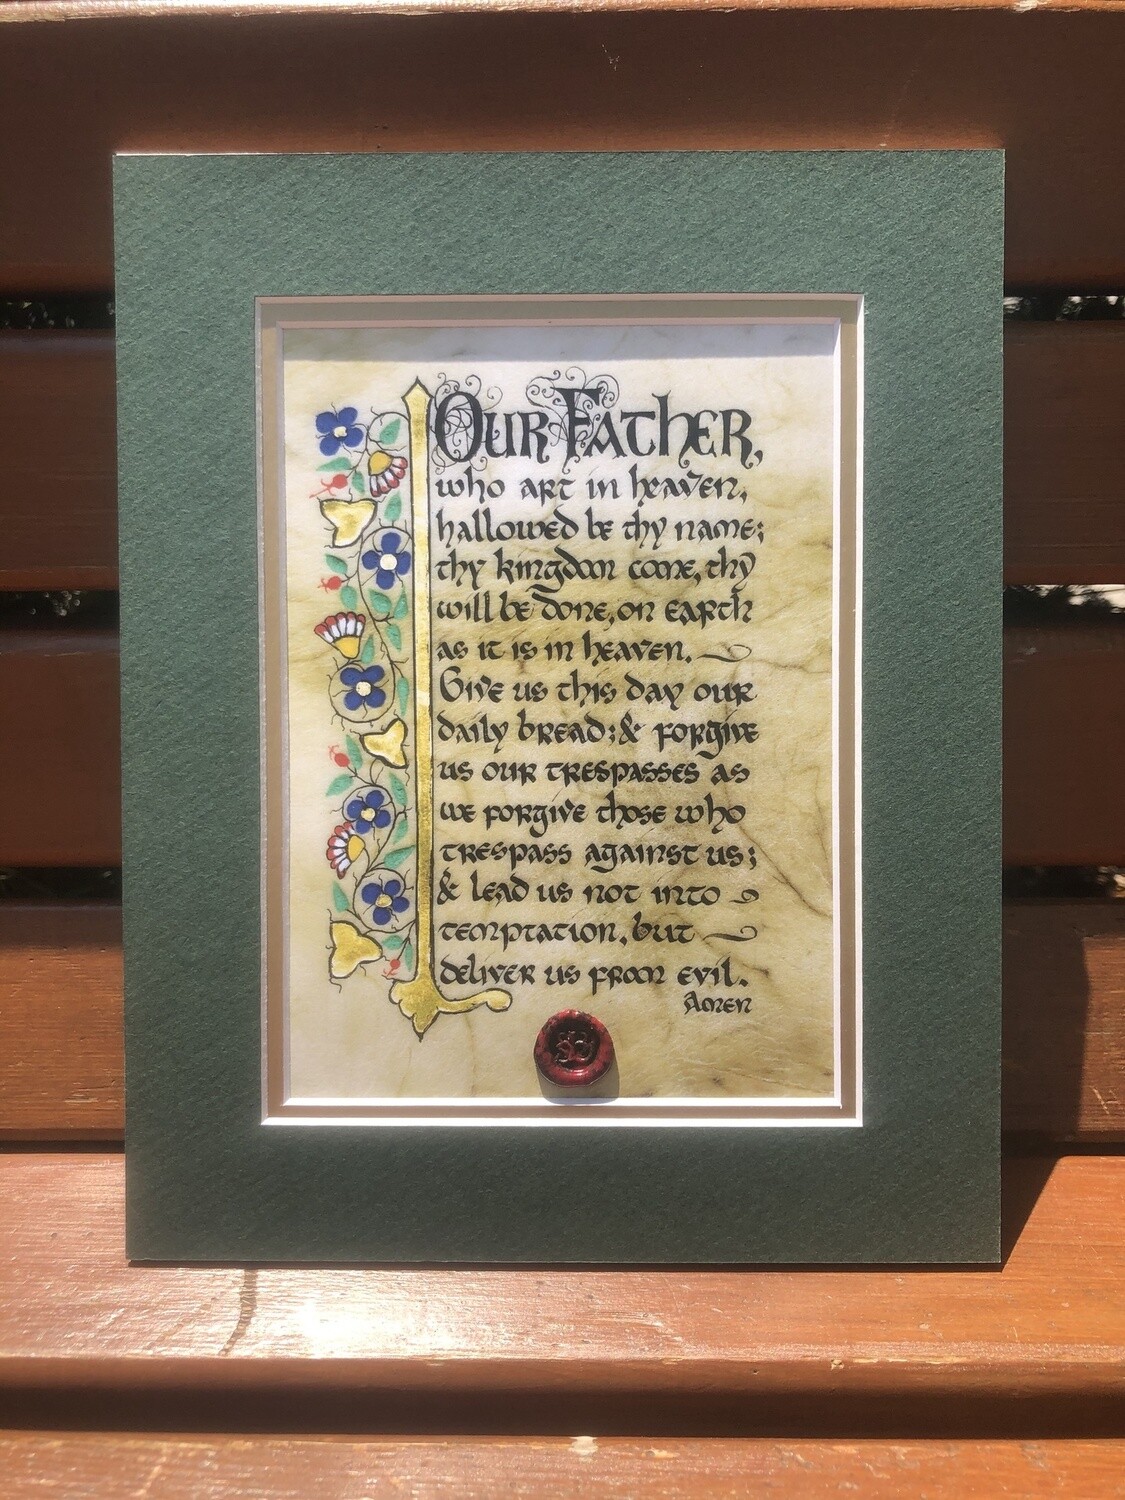 Our Father,
who art in heaven,
hallowed be thy name;
thy kingdom come, thy
will be done, on earth
as it is in heaven.
Give us this day our
daily bread; & forgive
us our trespasses as
we forgive those who
trespass against us;
& lead us not into
temptation, but
deliver us from evil.
Amen